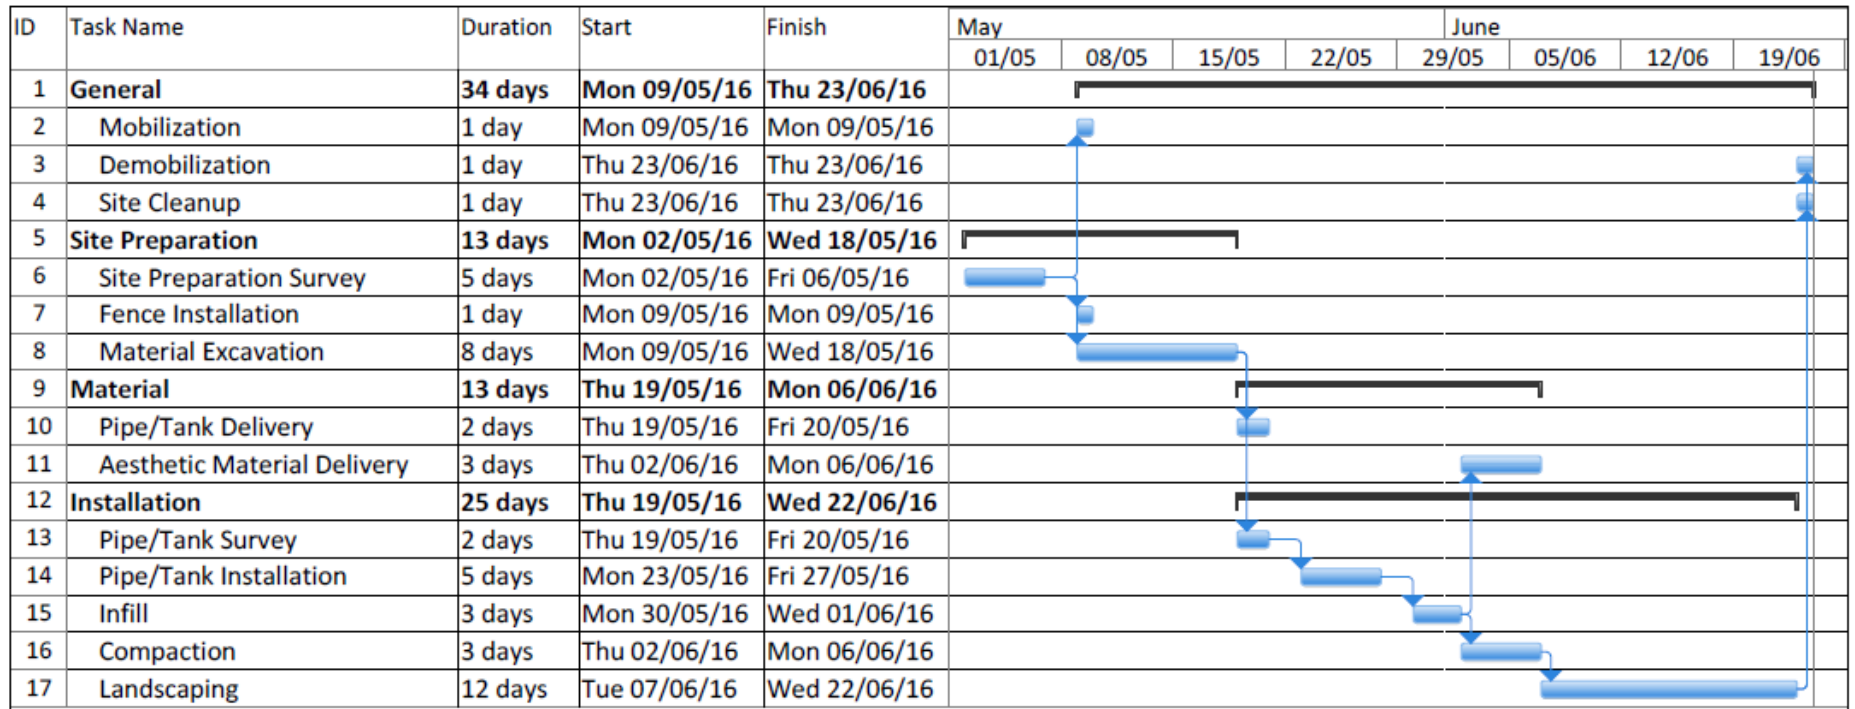 ID Task Name Duration Start Finish May June
01/05 08/05 15/05 22/05 29/05 05/06 12/06 19/06
1 General 34 days Mon 09/05/16 Thu 23/06/16
2 Mobilization 1 day Mon 09/05/16 Mon 09/05/16
3 Demobilization 1 day Thu 23/06/16 Thu 23/06/16
4 Site Cleanup 1 day Thu 23/06/16 Thu 23/06/16
5 Site Preparation 13 days Mon 02/05/16 Wed 18/05/16
6 Site Preparation Survey 5 days Mon 02/05/16 Fri 06/05/16
7 Fence Installation 1 day Mon 09/05/16 Mon 09/05/16
8 Material Excavation 8 days Mon 09/05/16 Wed 18/05/16
9 Material 13 days Thu 19/05/16 Mon 06/06/16
10 Pipe/Tank Delivery 2 days Thu 19/05/16 Fri 20/05/16
11 Aesthetic Material Delivery 3 days Thu 02/06/16 Mon 06/06/16
12 Installation 25 days Thu 19/05/16 Wed 22/06/16
13 Pipe/Tank Survey 2 days Thu 19/05/16 Fri 20/05/16
14 Pipe/Tank Installation 5 days Mon 23/05/16 Fri 27/05/16
15 Infill 3 days Mon 30/05/16 Wed 01/06/16
16 Compaction 3 days Thu 02/06/16 Mon 06/06/16
17 Landscaping 12 days Tue 07/06/16 Wed 22/06/16